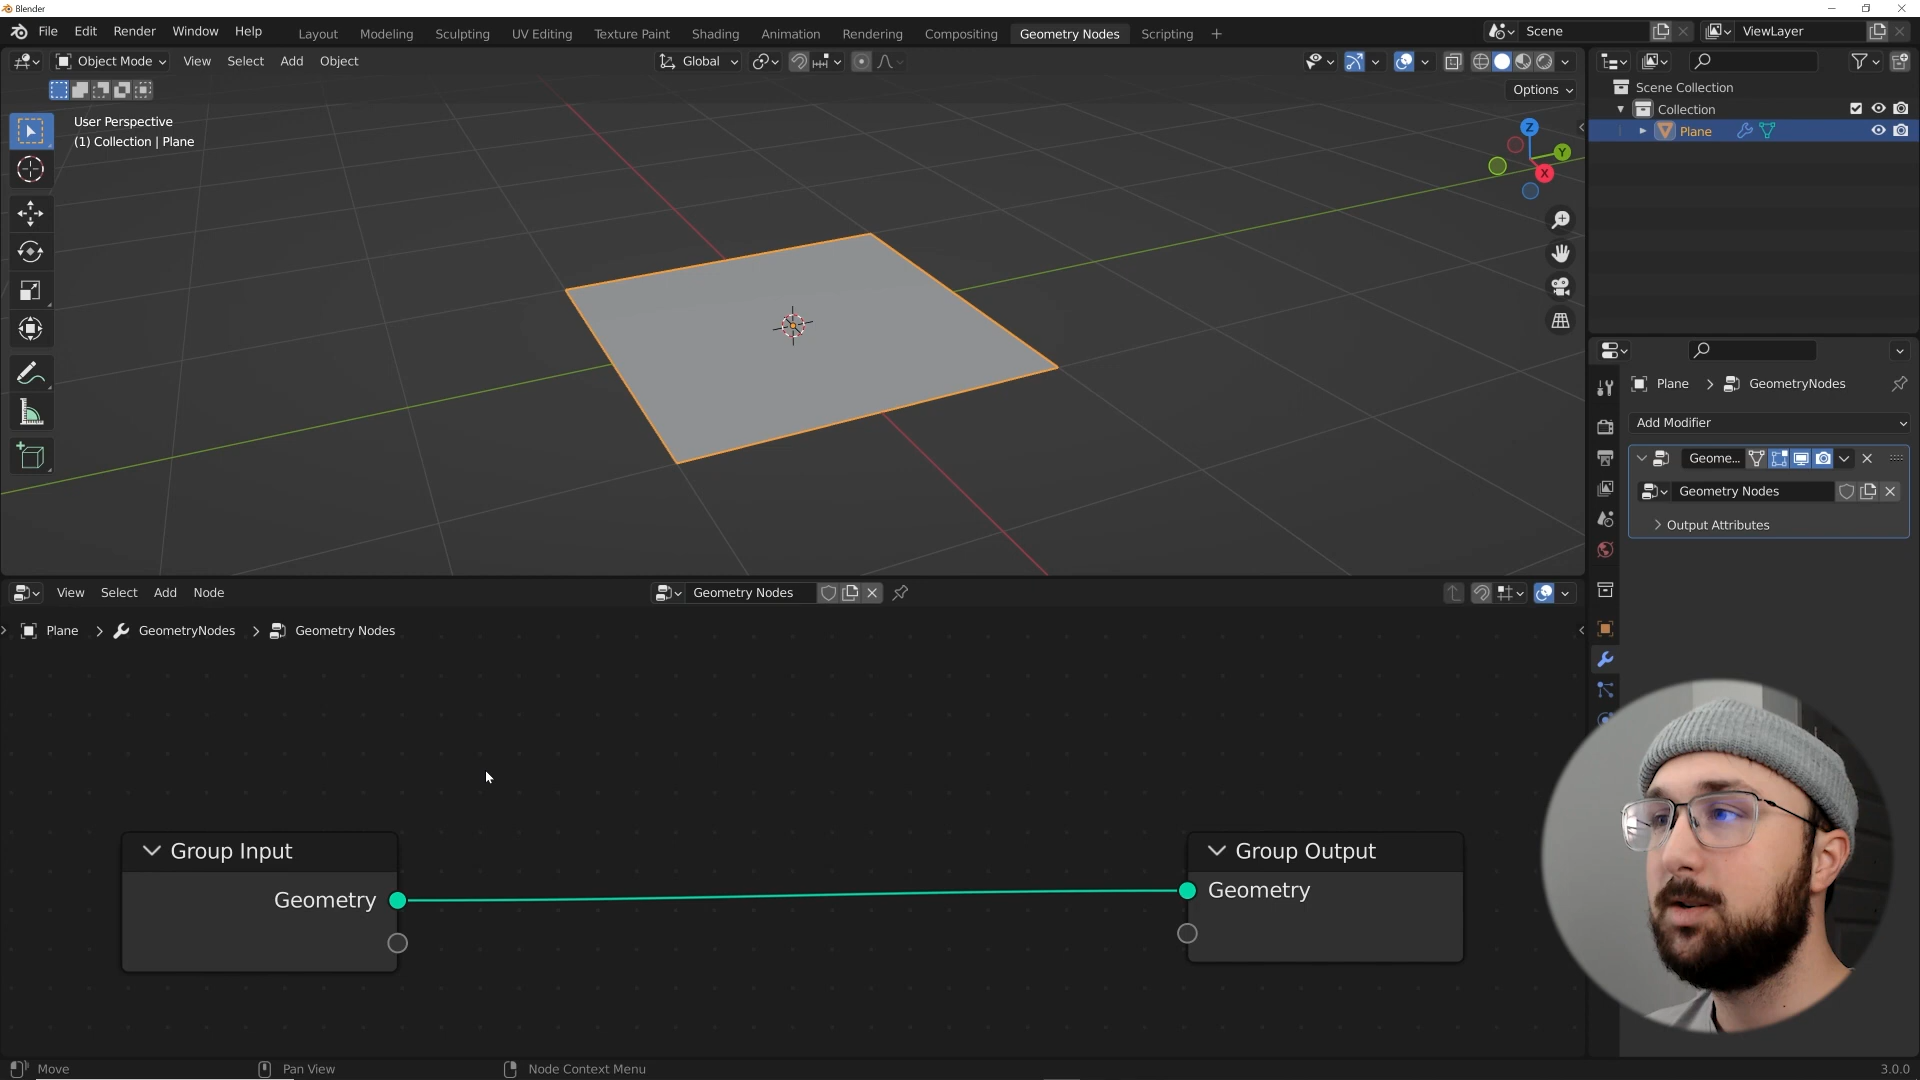 Blender
File Edit Render Window Help
Layout Modeling Sculpting UV Editing Texture Paint Shading Animation Rendering Compositing Geometry Nodes Scripting +
Scene
ViewLayer
Object Mode View Select Add Object
Global
Options
User Perspective
(1) Collection | Plane
Z
Y
X
Scene Collection
Collection
Plane
Plane > GeometryNodes
Add Modifier
Geome...
Geometry Nodes
Output Attributes
View Select Add Node
Geometry Nodes
Plane > GeometryNodes > Geometry Nodes
Group Input
Geometry
Group Output
Geometry
Move
Pan View
Node Context Menu
3.0.0